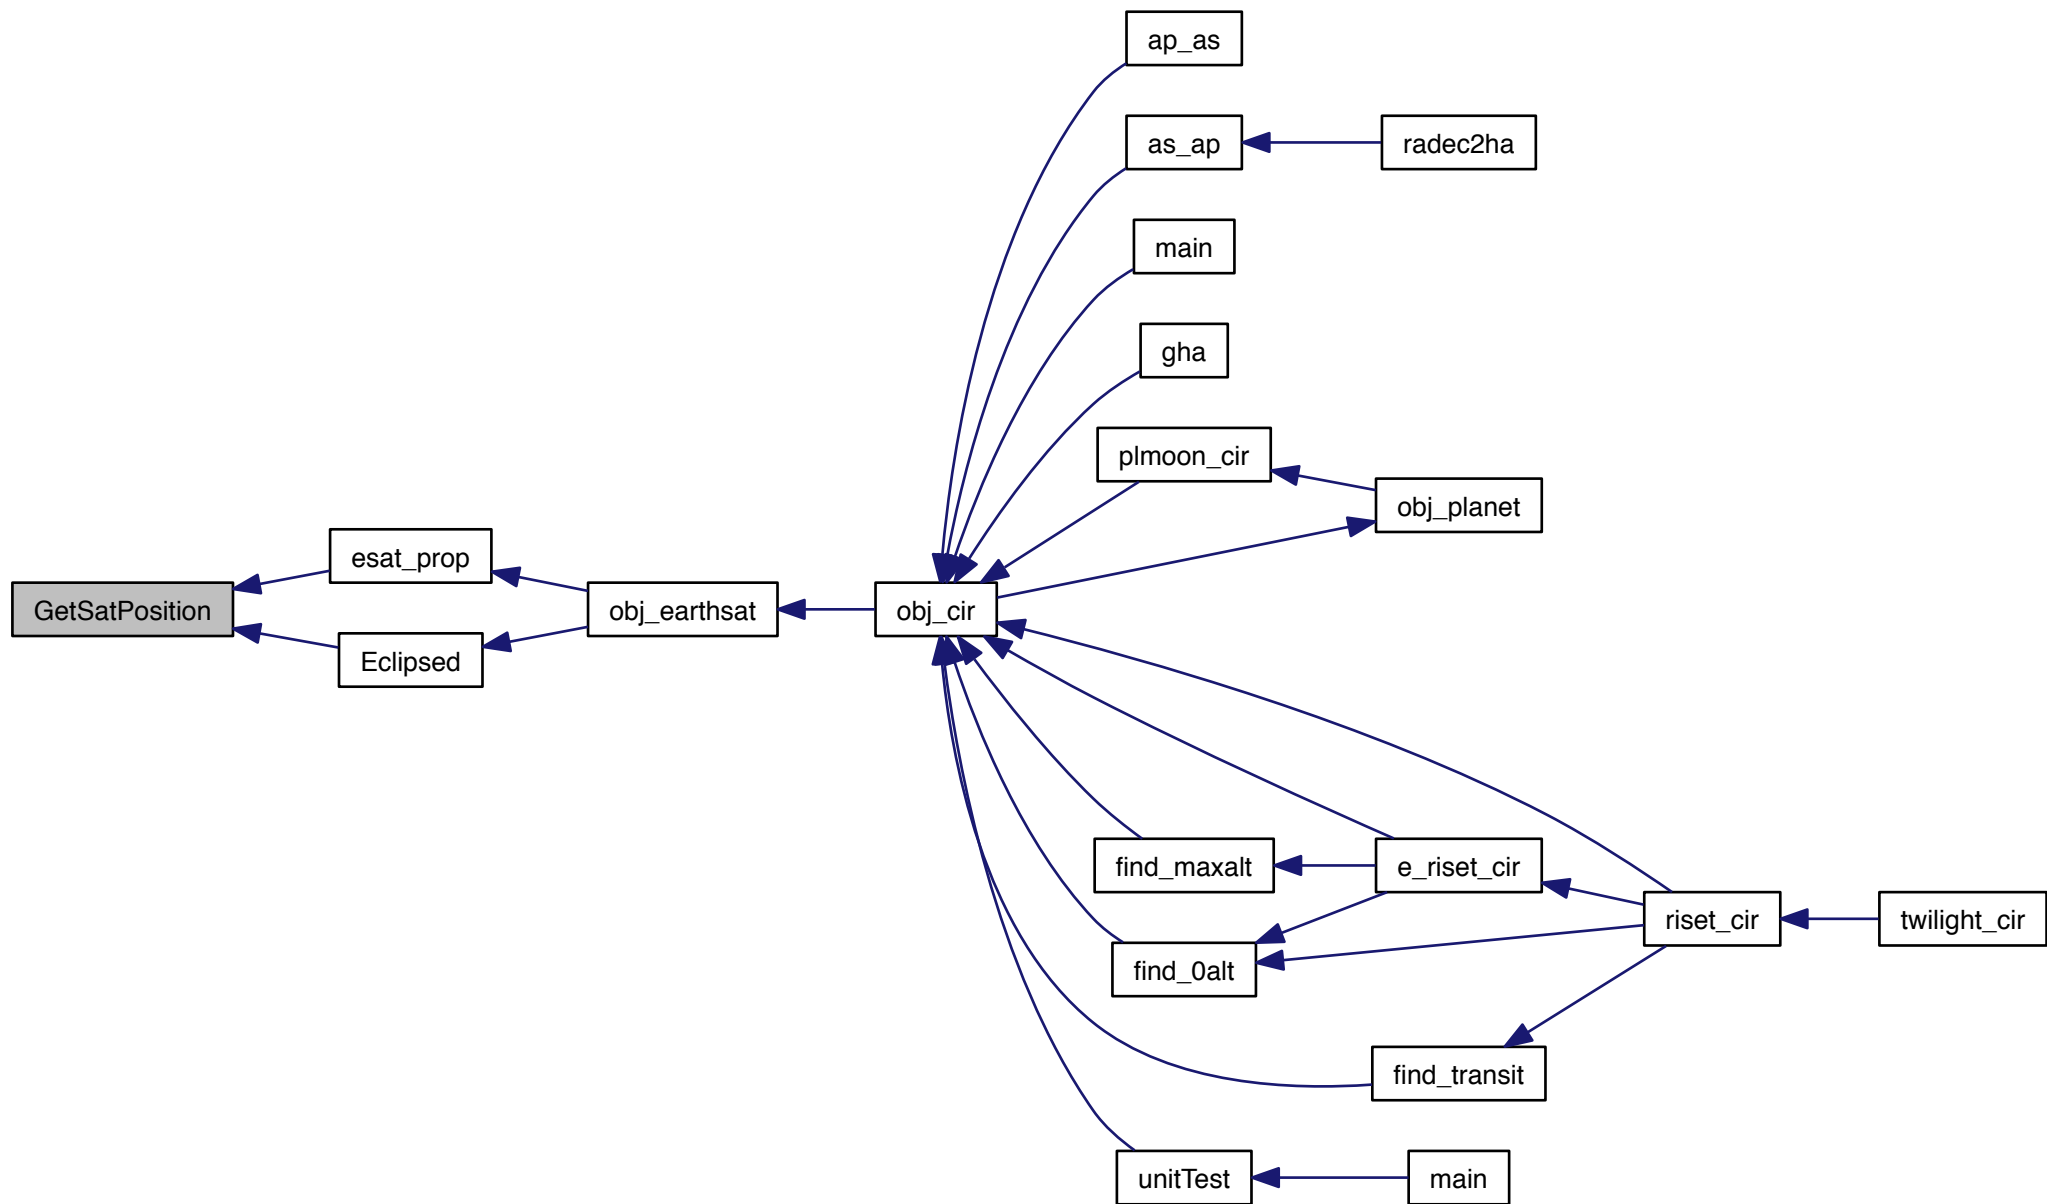 ap_as
as_ap
radec2ha
main
gha
plmoon_cir
obj_planet
esat_prop
GetSatPosition
obj_earthsat
obj_cir
Eclipsed
find_maxalt
e_riset_cir
riset_cir
twilight_cir
find_0alt
find_transit
unitTest
main